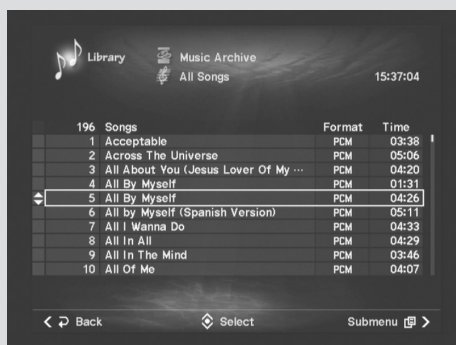 Library
Music Archive
All Songs
15:37:04
196 Songs Format Time
1 Acceptable PCM 03:38
2 Across The Universe PCM 05:06
3 All About You (Jesus Lover Of My ··· PCM 04:20
4 All By Myself PCM 01:31
5 All By Myself PCM 04:26
6 All by Myself (Spanish Version) PCM 05:11
7 All I Wanna Do PCM 04:33
8 All In All PCM 04:29
9 All In The Mind PCM 03:46
10 All Of Me PCM 04:07
Back Select Submenu